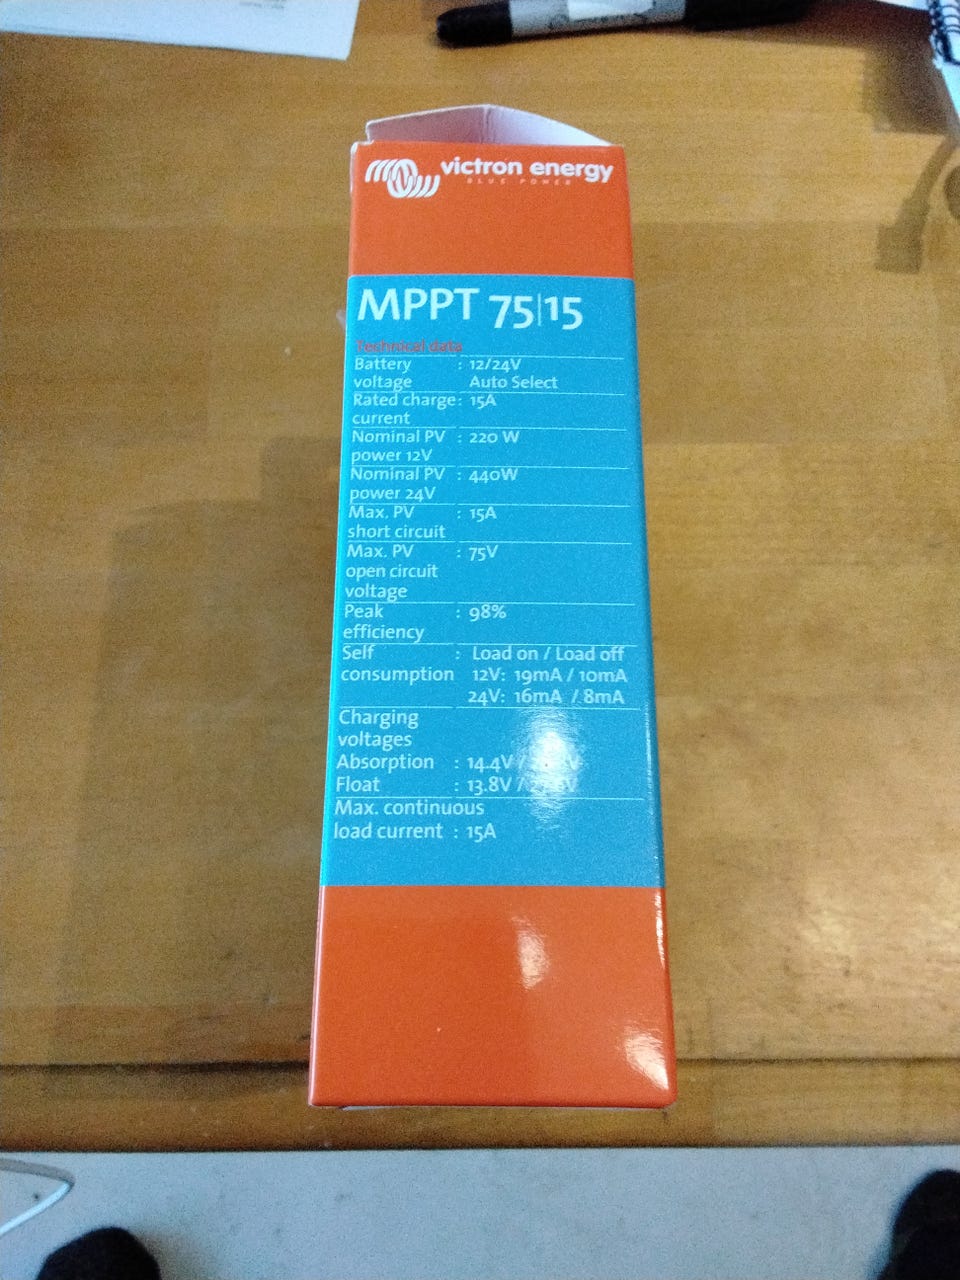 victron energy
BLUE POWER
MPPT 75|15
Technical data
Battery : 12/24V
voltage Auto Select
Rated charge : 15A
current
Nominal PV : 220 W
power 12V
Nominal PV : 440W
power 24V
Max. PV : 15A
short circuit
Max. PV : 75V
open circuit
voltage
Peak : 98%
efficiency
Self : Load on / Load off
consumption 12V: 19mA / 10mA
24V: 16mA / 8mA
Charging
voltages
Absorption : 14.4V /
Float : 13.8V /
Max. continuous
load current : 15A